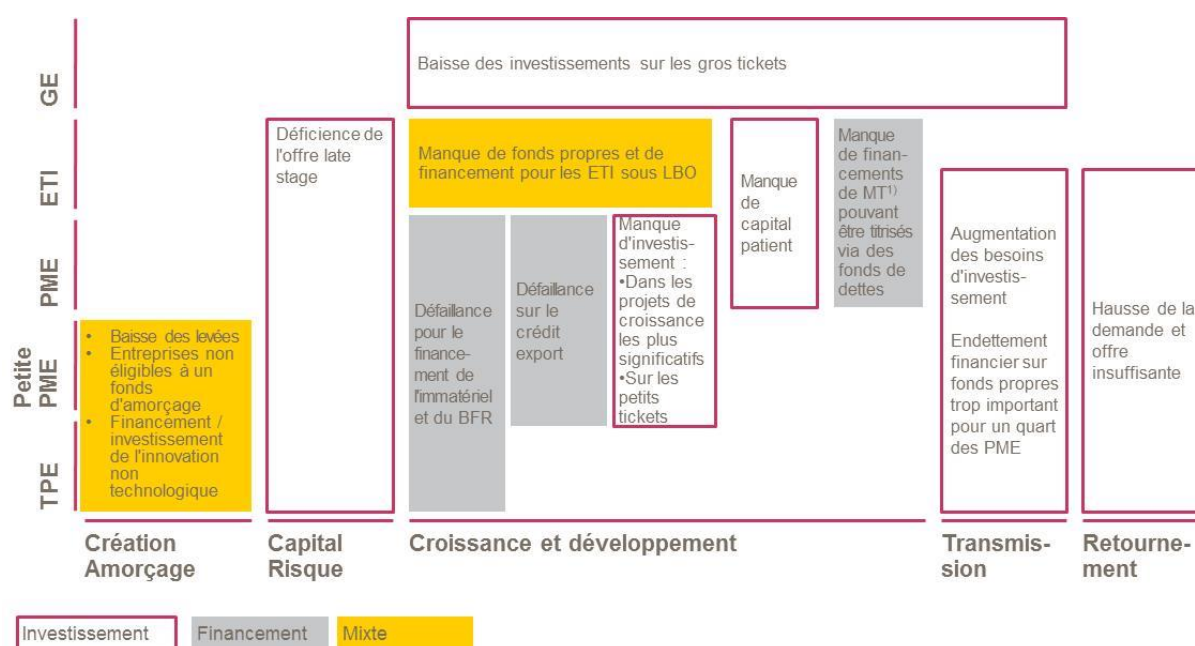 GE
Baisse des investissements sur les gros tickets
ETI
Déficience de
l'offre late
stage
Manque de fonds propres et de
financement pour les ETI sous LBO
Manque
de
capital
patient
Manque
de finan-
cements
de MT1)
pouvant
être titrisés
via des
fonds de
dettes
PME
Défaillance
pour le
finance-
ment de
l'immatériel
et du BFR
Défaillance
sur le
crédit
export
Manque
d'investis-
sement :
•Dans les
projets de
croissance
les plus
significatifs
•Sur les
petits
tickets
Augmentation
des besoins
d'investis-
sement
Endettement
financier sur
fonds propres
trop important
pour un quart
des PME
Hausse de la
demande et
offre
insuffisante
Petite
PME
• Baisse des levées
• Entreprises non
éligibles à un
fonds
d'amorçage
• Financement /
investissement
de l'innovation
non
technologique
TPE
Création
Amorçage
Capital
Risque
Croissance et développement
Transmis-
sion
Retourne-
ment
Investissement
Financement
Mixte